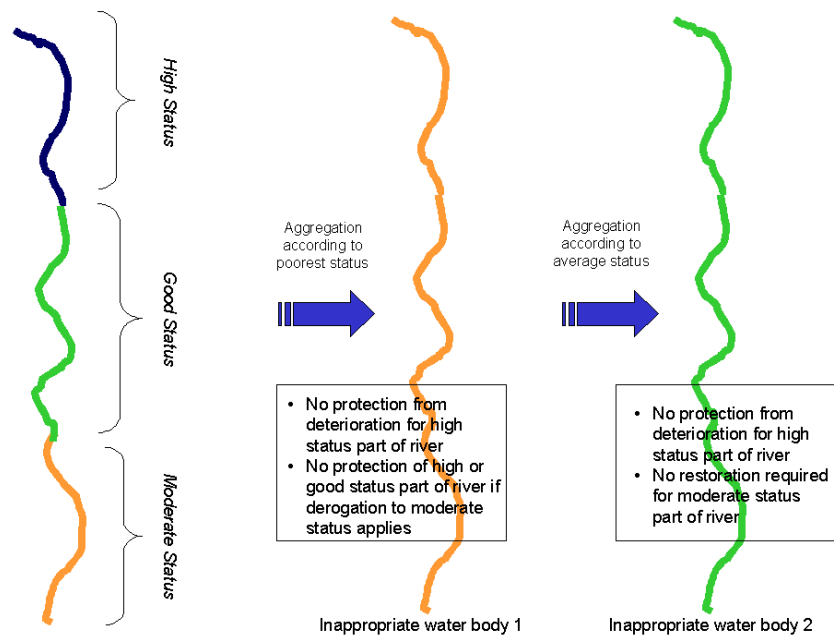 High Status
Good Status
Moderate Status
Aggregation
according to
poorest status
• No protection from
deterioration for high
status part of river
• No protection of high or
good status part of river if
derogation to moderate
status applies
Inappropriate water body 1
Aggregation
according to
average status
• No protection from
deterioration for high
status part of river
• No restoration required
for moderate status
part of river
Inappropriate water body 2